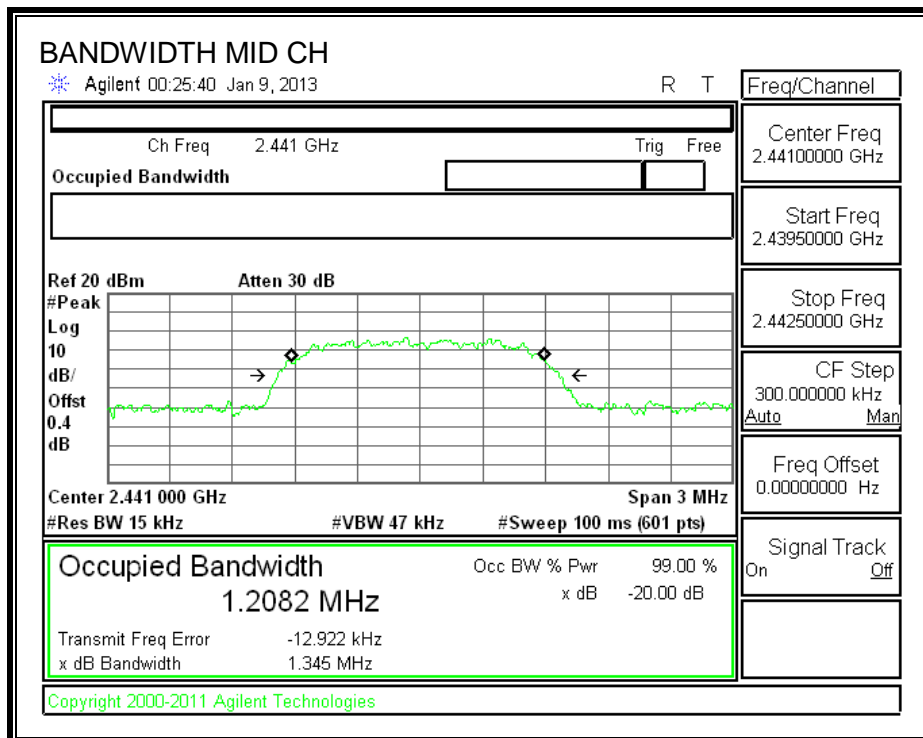 BANDWIDTH MID CH
Agilent 00:25:40 Jan 9, 2013 R T
Freq/Channel
Ch Freq 2.441 GHz Trig Free
Occupied Bandwidth
Center Freq
2.44100000 GHz
Start Freq
2.43950000 GHz
Stop Freq
2.44250000 GHz
CF Step
300.000000 kHz
Auto Man
Freq Offset
0.00000000 Hz
Signal Track
On Off
Ref 20 dBm Atten 30 dB
#Peak
Log
10
dB/
Offst
0.4
dB
Center 2.441 000 GHz Span 3 MHz
#Res BW 15 kHz #VBW 47 kHz #Sweep 100 ms (601 pts)
Occupied Bandwidth Occ BW % Pwr 99.00 %
1.2082 MHz x dB -20.00 dB
Transmit Freq Error -12.922 kHz
x dB Bandwidth 1.345 MHz
Copyright 2000-2011 Agilent Technologies